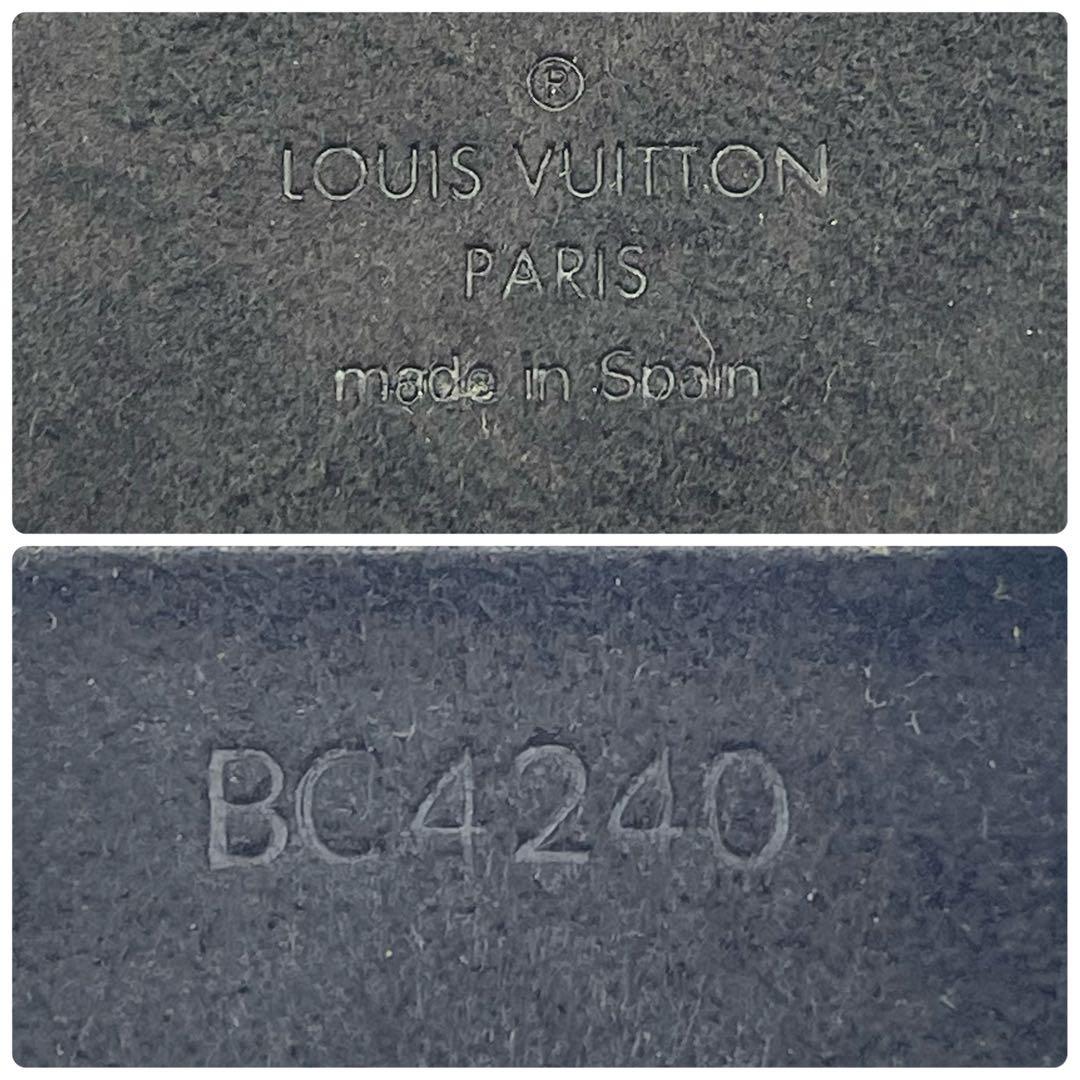 ®
LOUIS VUITTON
PARIS
made in Spain
BC4240